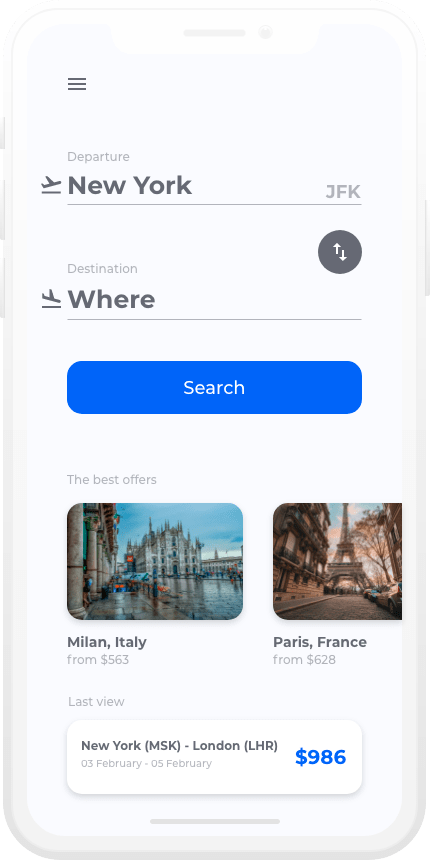 Departure
New York
JFK
Destination
Where
Search
The best offers
Milan, Italy
from $563
Paris, France
from $628
Last view
New York (MSK) - London (LHR)
03 February - 05 February
$986